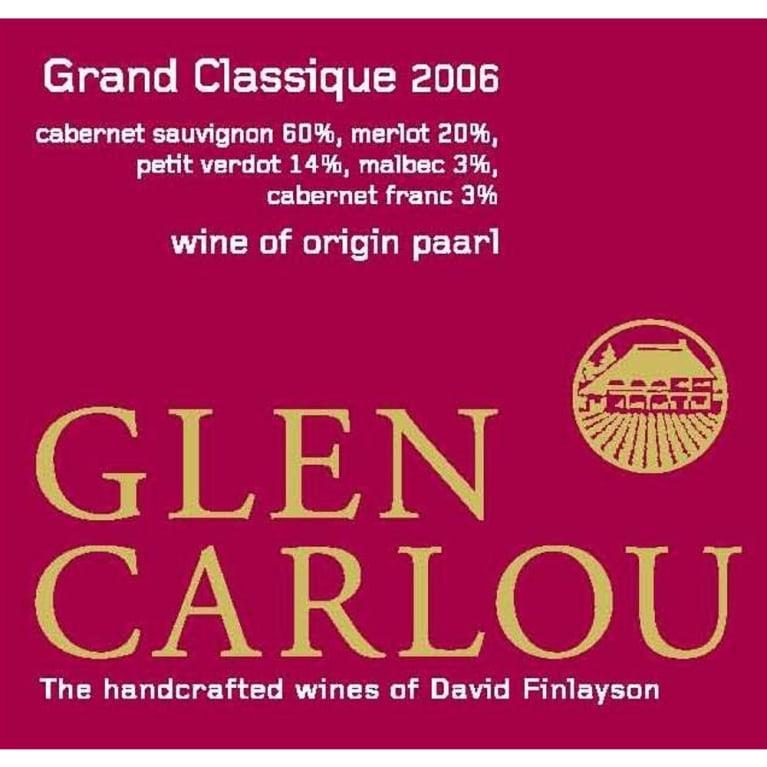 Grand Classique 2006
cabernet sauvignon 60%, merlot 20%,
petit verdot 14%, malbec 3%,
cabernet franc 3%
wine of origin paarl
GLEN
CARLOU
The handcrafted wines of David Finlayson